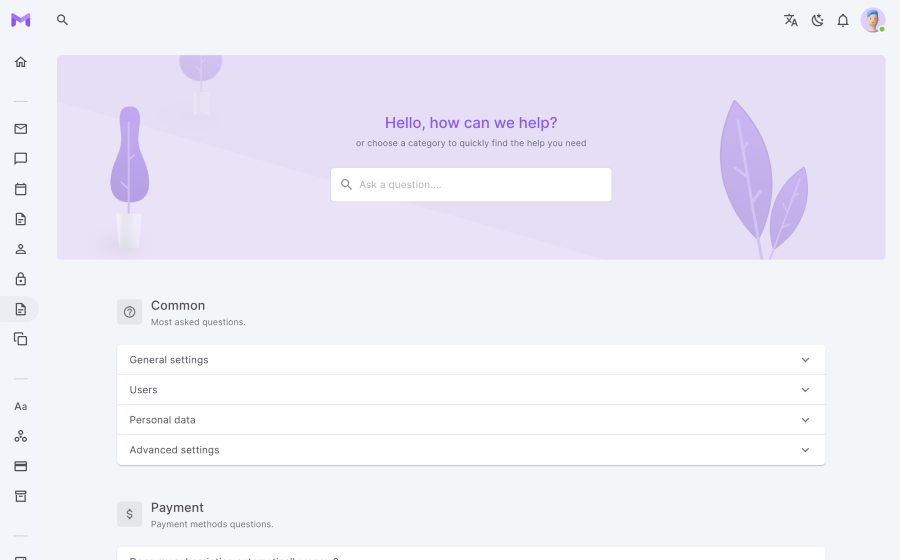 Hello, how can we help?
or choose a category to quickly find the help you need
Ask a question....
Common
Most asked questions.
General settings
Users
Personal data
Advanced settings
Aa
Payment
$
Payment methods questions.